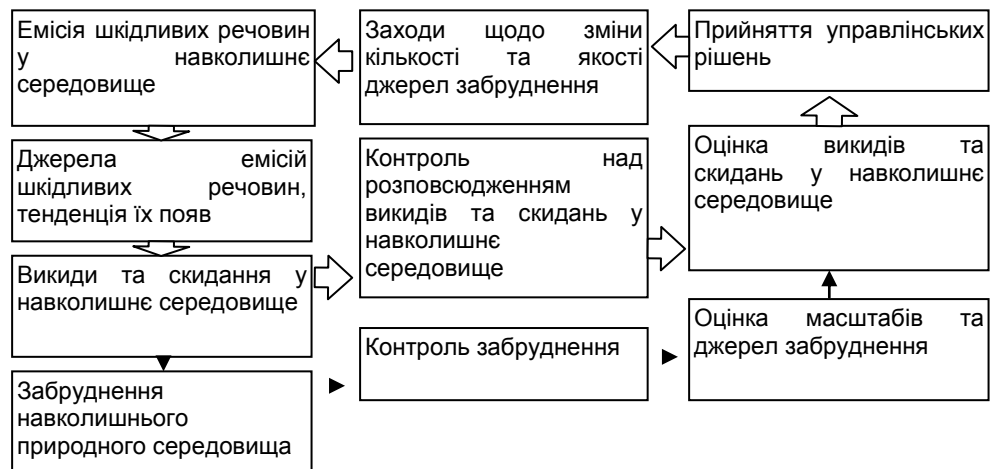 Емісія шкідливих речовин
у навколишнє
середовище
Заходи щодо зміни
кількості та якості
джерел забруднення
Прийняття управлінських
рішень
Джерела емісій
шкідливих речовин,
тенденція їх появ
Контроль над
розповсюдженням
викидів та скидань у
навколишнє
середовище
Оцінка викидів та
скидань у навколишнє
середовище
Викиди та скидання у
навколишнє середовище
Контроль забруднення
Оцінка масштабів та
джерел забруднення
Забруднення
навколишнього
природного середовища